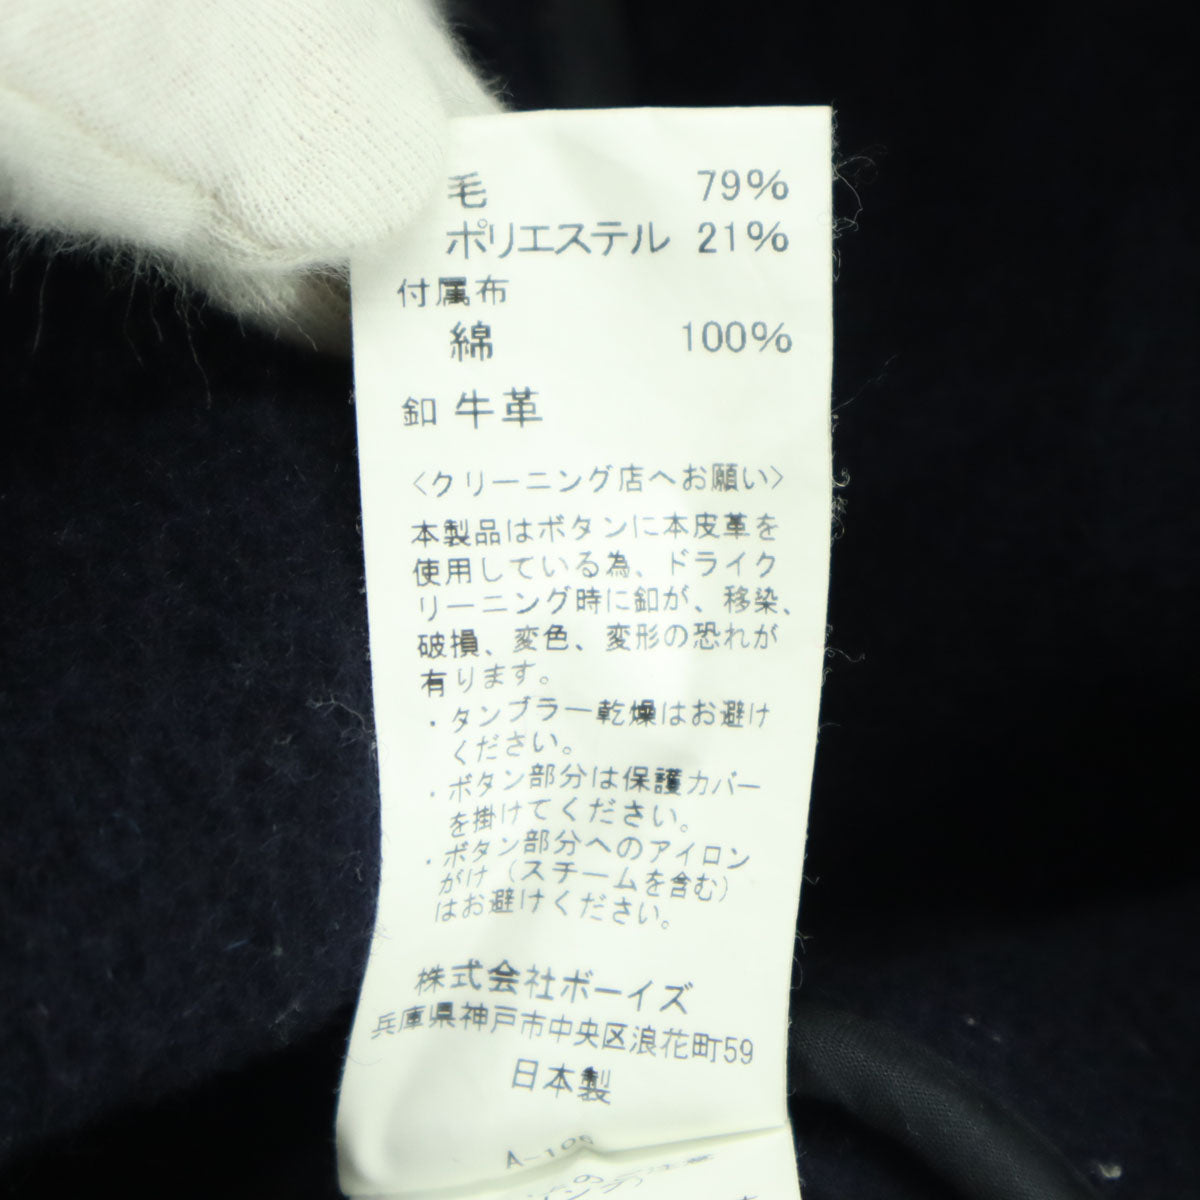 毛 79%
ポリエステル 21%
付属布
綿 100%
釦 牛革
〈クリーニング店へお願い〉
本製品はボタンに本皮革を
使用している為、ドライク
リーニング時に釦が、移染、
破損、変色、変形の恐れが
有ります。
・タンブラー乾燥はお避け
ください。
・ボタン部分は保護カバー
を掛けてください。
・ボタン部分へのアイロン
がけ（スチームを含む）
はお避けください。
株式会社ボーイズ
兵庫県神戸市中央区浪花町59
日本製
A-106